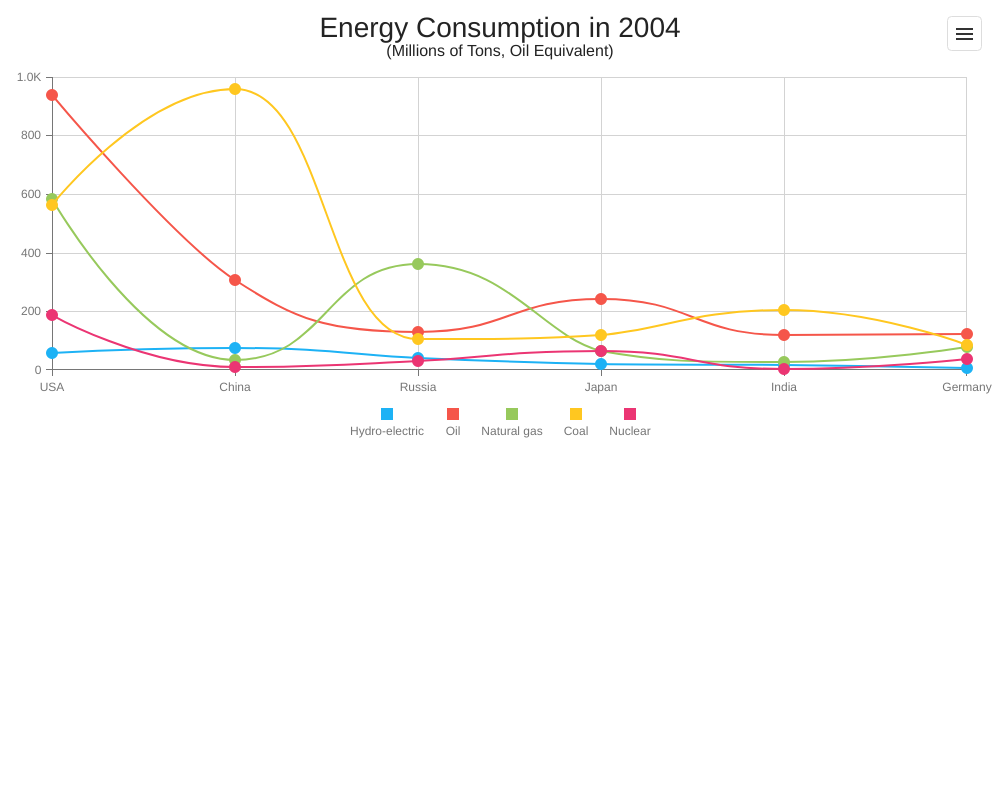 Energy Consumption in 2004
(Millions of Tons, Oil Equivalent)
1.0K
800
600
400
200
0
USA China Russia Japan India Germany
Hydro-electric Oil Natural gas Coal Nuclear